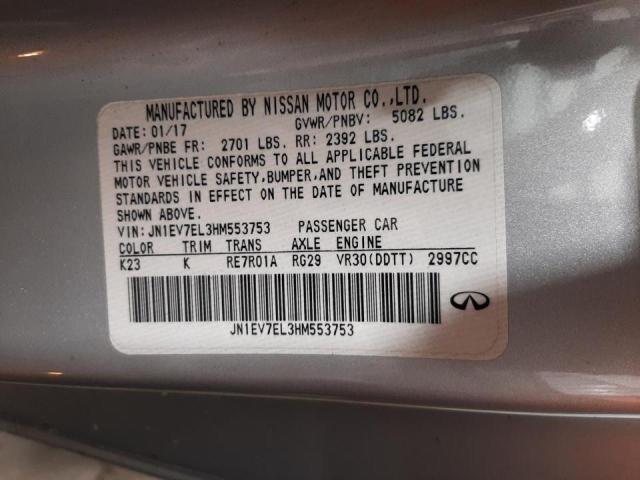 MANUFACTURED BY NISSAN MOTOR CO.,LTD.
DATE: 01/17 GVWR/PNBV: 5082 LBS.
GAWR/PNBE FR: 2701 LBS. RR: 2392 LBS.
THIS VEHICLE CONFORMS TO ALL APPLICABLE FEDERAL
MOTOR VEHICLE SAFETY,BUMPER,AND THEFT PREVENTION
STANDARDS IN EFFECT ON THE DATE OF MANUFACTURE
SHOWN ABOVE.
VIN: JN1EV7EL3HM553753 PASSENGER CAR
COLOR TRIM TRANS AXLE ENGINE
K23 K RE7R01A RG29 VR30(DDTT) 2997CC
JN1EV7EL3HM553753